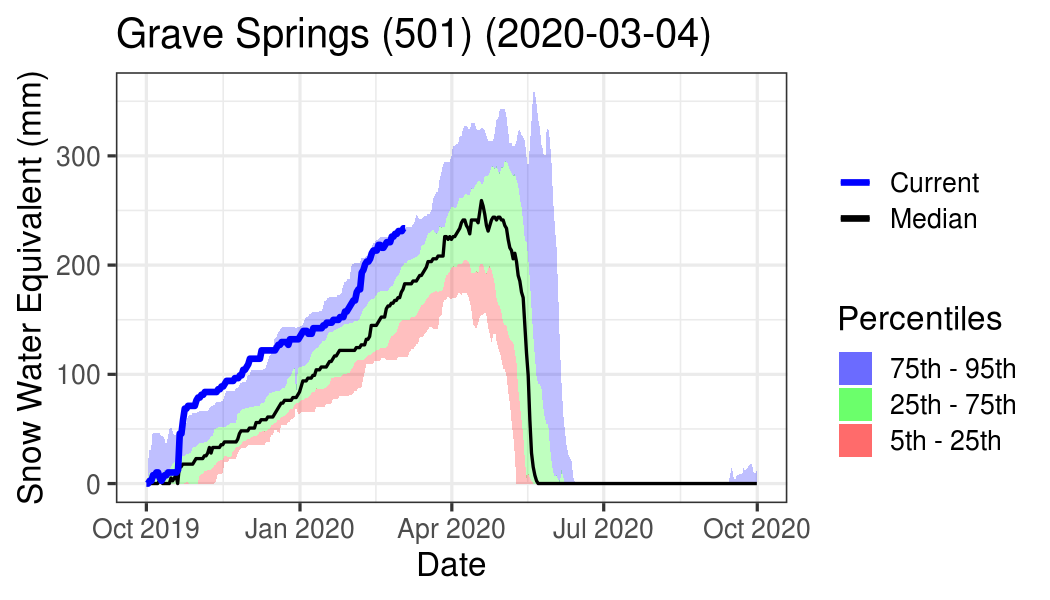 Grave Springs (501) (2020-03-04)
Snow Water Equivalent (mm)
300
200
100
0
Oct 2019 Jan 2020 Apr 2020 Jul 2020 Oct 2020
Date
Current
Median
Percentiles
75th - 95th
25th - 75th
5th - 25th